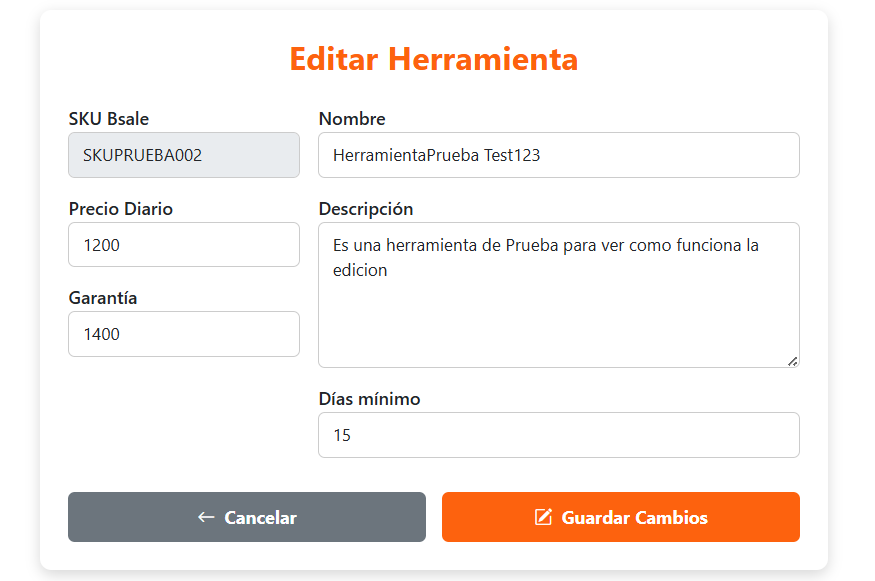 Editar Herramienta
SKU Bsale
SKUPRUEBA002
Nombre
HerramientaPrueba Test123
Precio Diario
1200
Descripción
Es una herramienta de Prueba para ver como funciona la
edicion
Garantía
1400
Días mínimo
15
Cancelar
Guardar Cambios